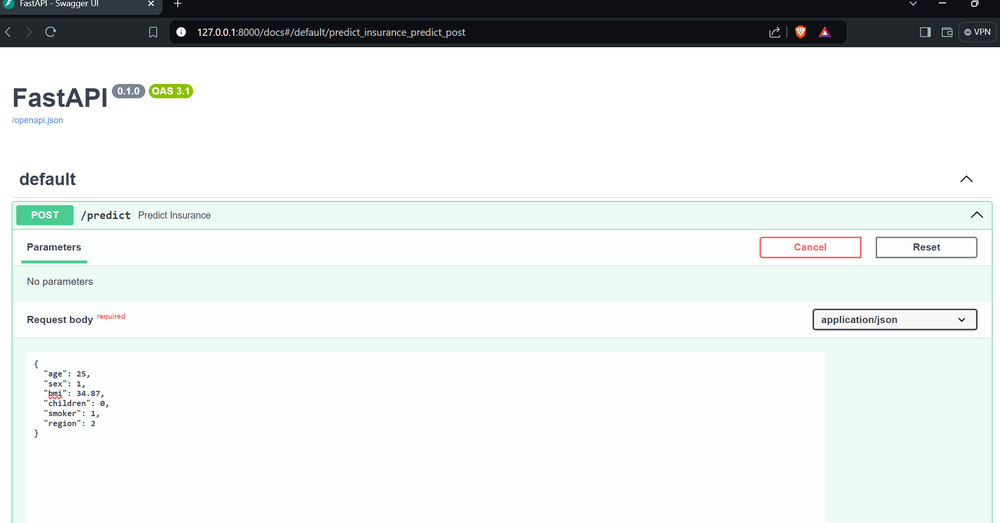 FastAPI - Swagger UI
127.0.0.1:8000/docs#/default/predict_insurance_predict_post
VPN
FastAPI 0.1.0 OAS 3.1
/openapi.json
default
POST /predict Predict Insurance
Parameters
Cancel
Reset
No parameters
Request body required
application/json
{
  "age": 25,
  "sex": 1,
  "bmi": 34.87,
  "children": 0,
  "smoker": 1,
  "region": 2
}